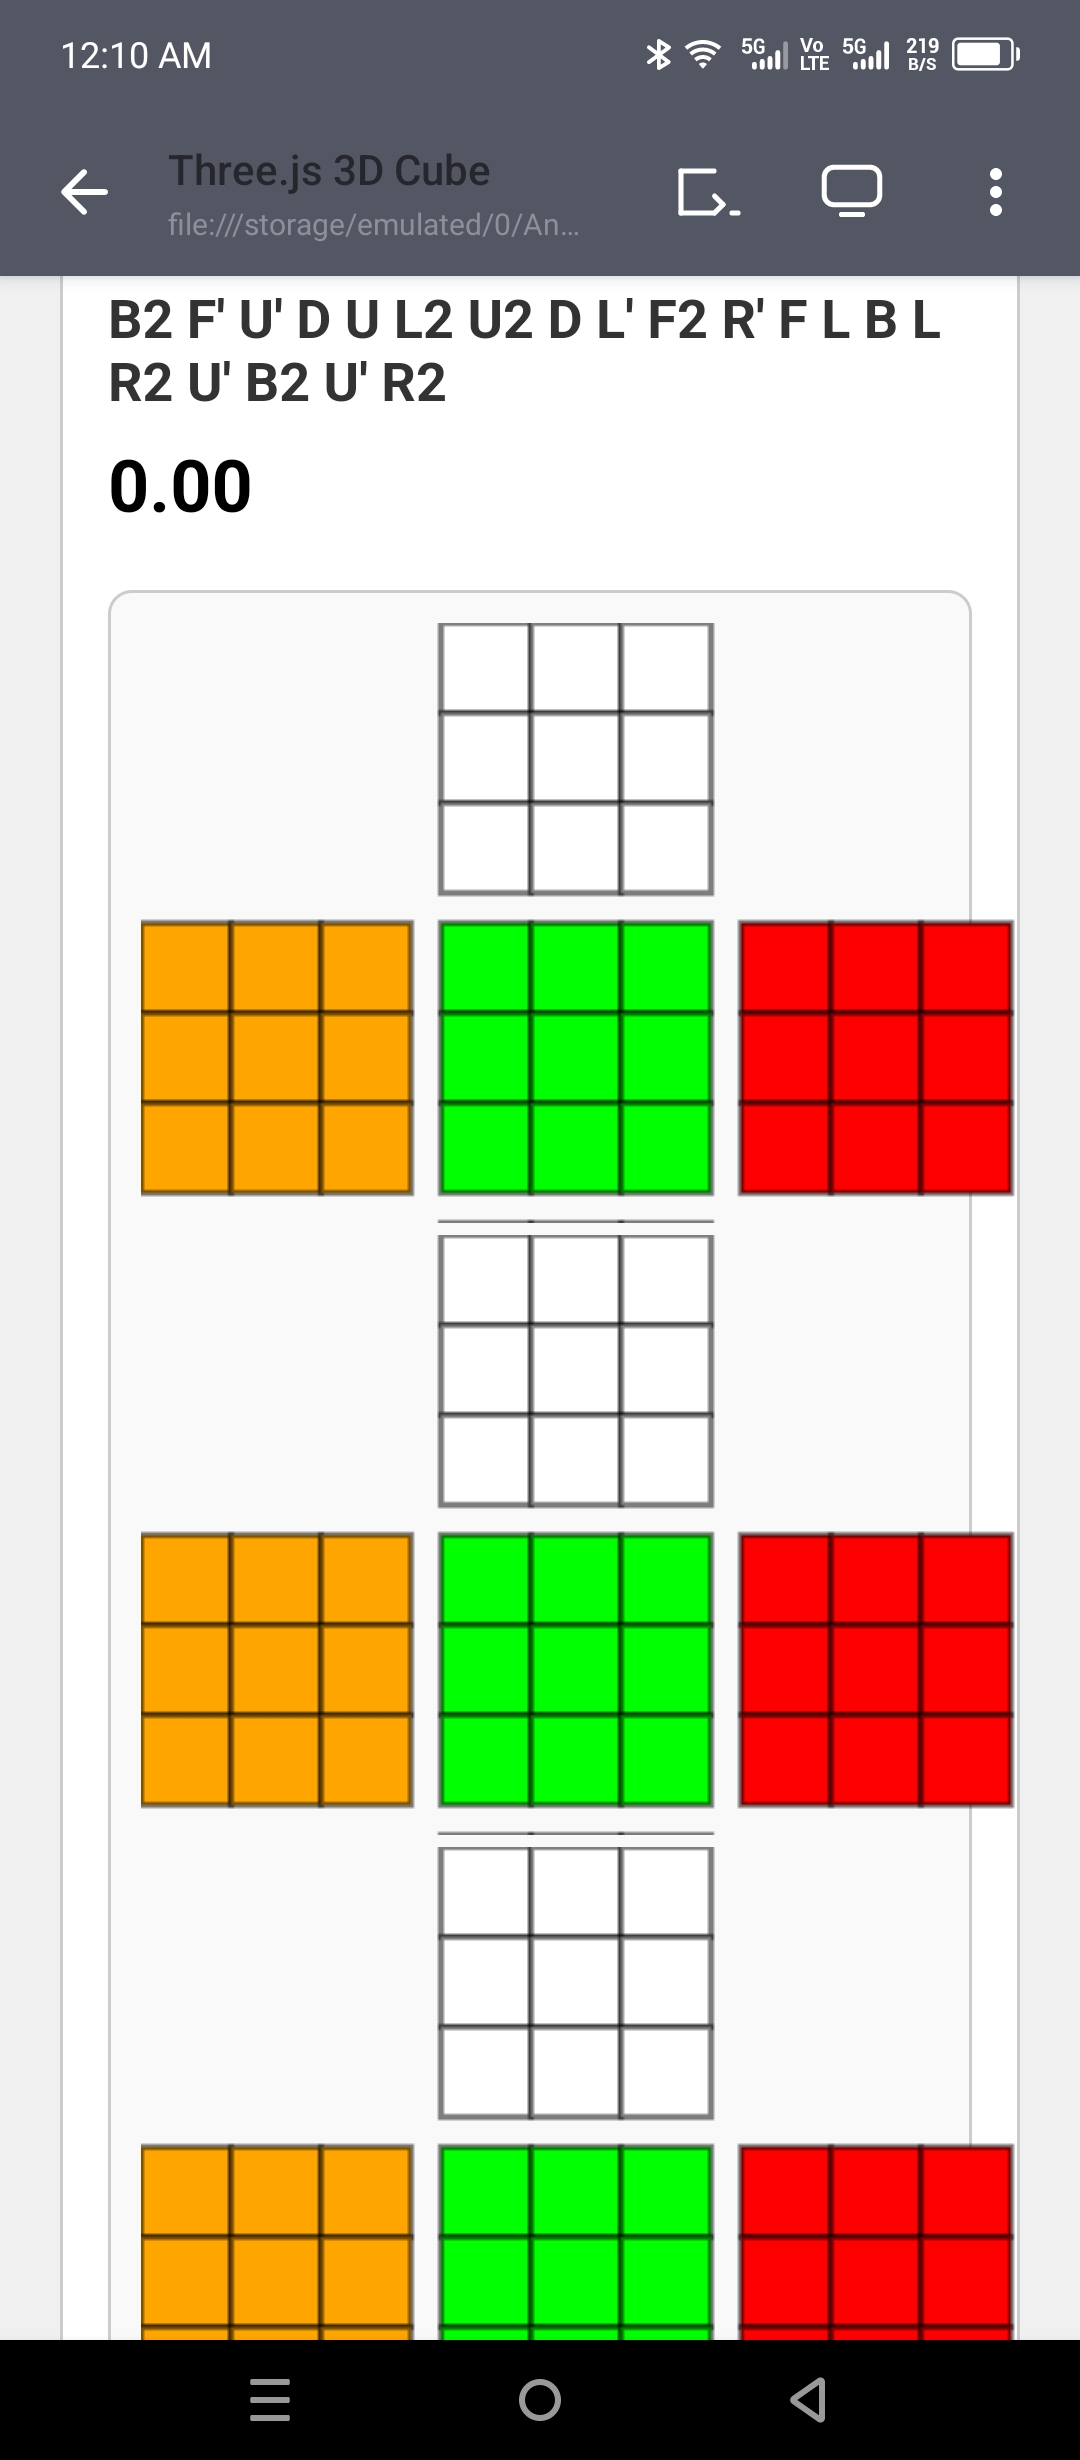 12:10 AM
5G Vo LTE 5G 219 B/S
Three.js 3D Cube
file:///storage/emulated/0/An...
B2 F' U' D U L2 U2 D L' F2 R' F L B L
R2 U' B2 U' R2
0.00